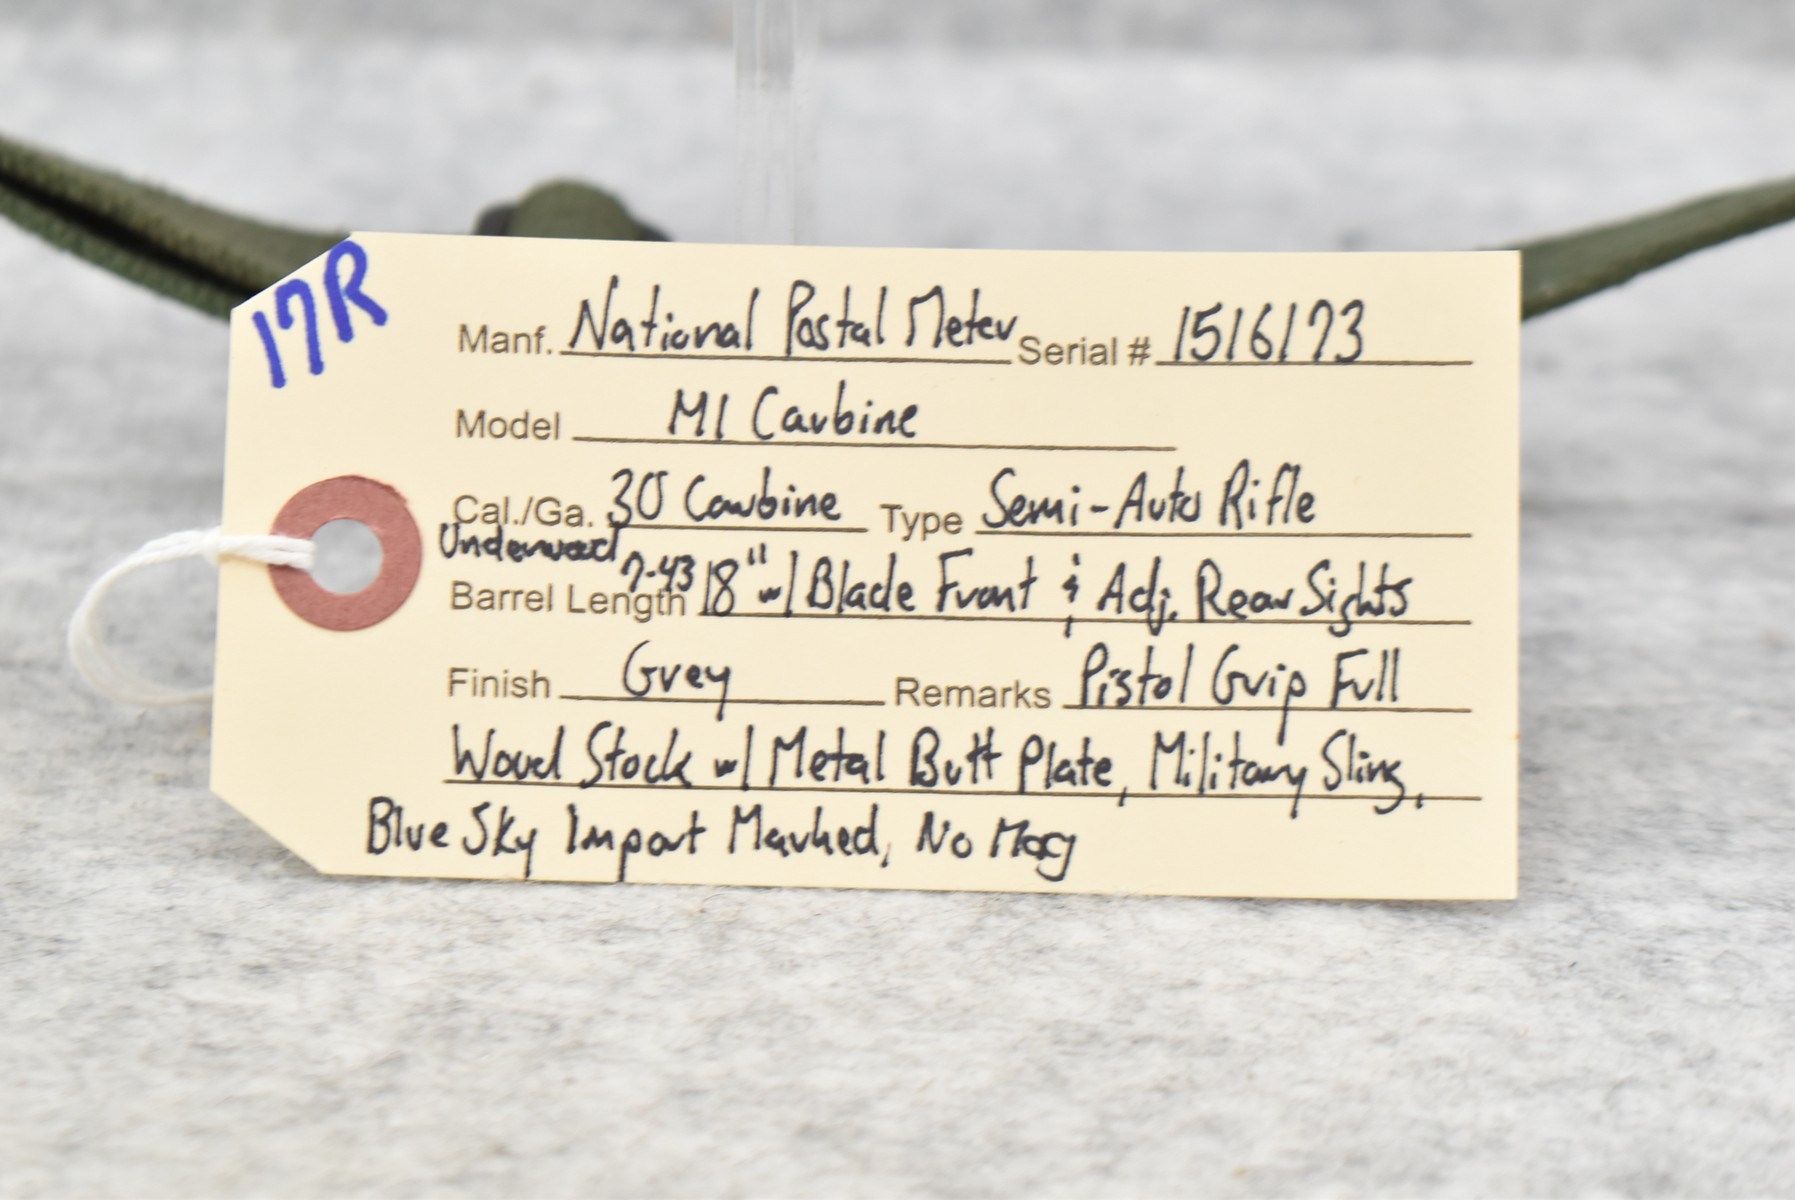 17R
Manf. National Postal Meter Serial # 1516173
Model M1 Carbine
Cal./Ga. 30 Carbine Type Semi-Auto Rifle
Underwood 7-43
Barrel Length 18" w/ Blade Front & Adj. Rear Sights
Finish Grey Remarks Pistol Grip Full
Wood Stock w/ Metal Butt Plate, Military Sling,
Blue Sky Import Marked, No Mag